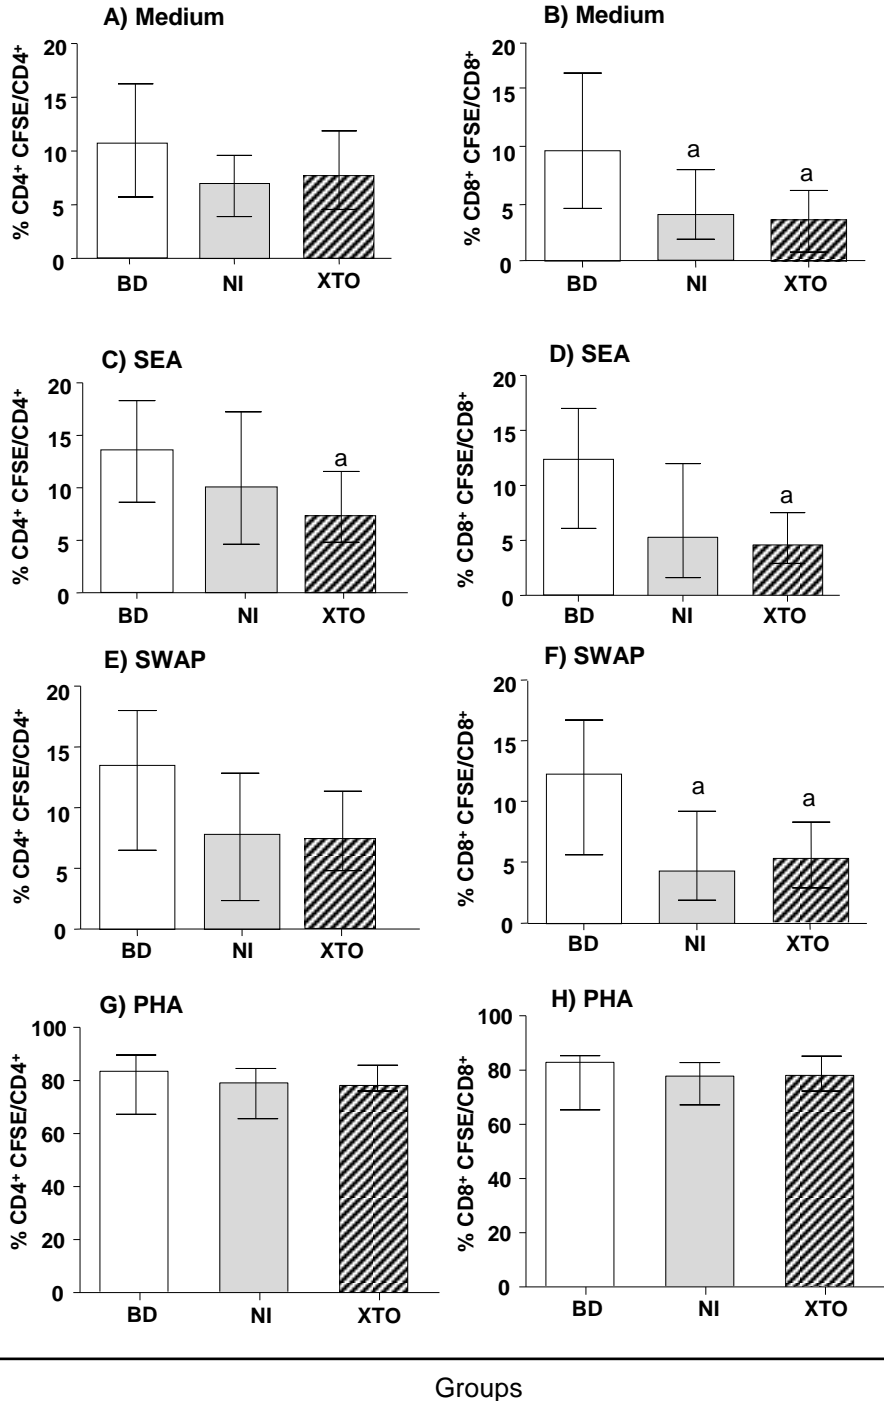 A) Medium
% CD4⁺ CFSE/CD4⁺
20
15
10
5
0
BD NI XTO
B) Medium
% CD8⁺ CFSE/CD8⁺
20
15
10
5
0
a
a
BD NI XTO
C) SEA
% CD4⁺ CFSE/CD4⁺
20
15
10
5
0
a
BD NI XTO
D) SEA
% CD8⁺ CFSE/CD8⁺
20
15
10
5
0
a
BD NI XTO
E) SWAP
% CD4⁺ CFSE/CD4⁺
20
15
10
5
0
BD NI XTO
F) SWAP
% CD8⁺ CFSE/CD8⁺
20
15
10
5
0
a
a
BD NI XTO
G) PHA
% CD4⁺ CFSE/CD4⁺
100
80
60
40
20
0
BD NI XTO
H) PHA
% CD8⁺ CFSE/CD8⁺
100
80
60
40
20
0
BD NI XTO
Groups